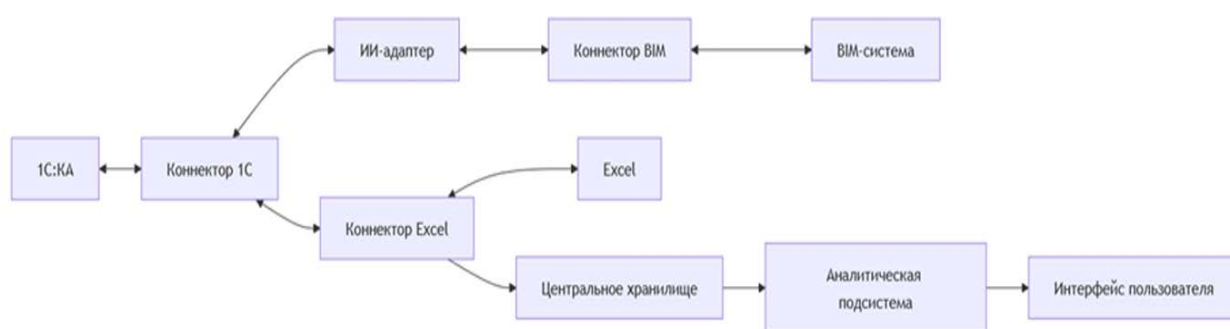 ИИ-адаптер
Коннектор BIM
BIM-система
1С:КА
Коннектор 1С
Excel
Коннектор Excel
Центральное хранилище
Аналитическая
подсистема
Интерфейс пользователя